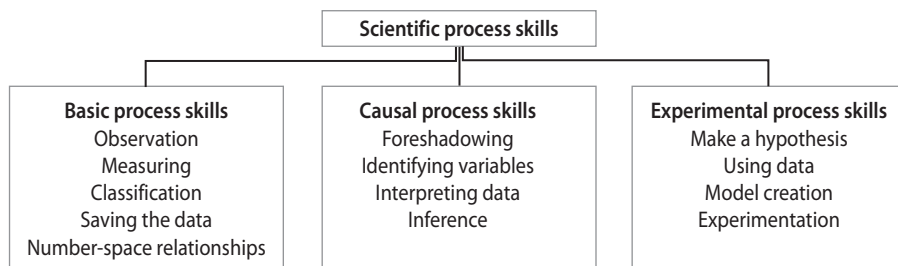 Scientific process skills
Basic process skills
Observation
Measuring
Classification
Saving the data
Number-space relationships
Causal process skills
Foreshadowing
Identifying variables
Interpreting data
Inference
Experimental process skills
Make a hypothesis
Using data
Model creation
Experimentation